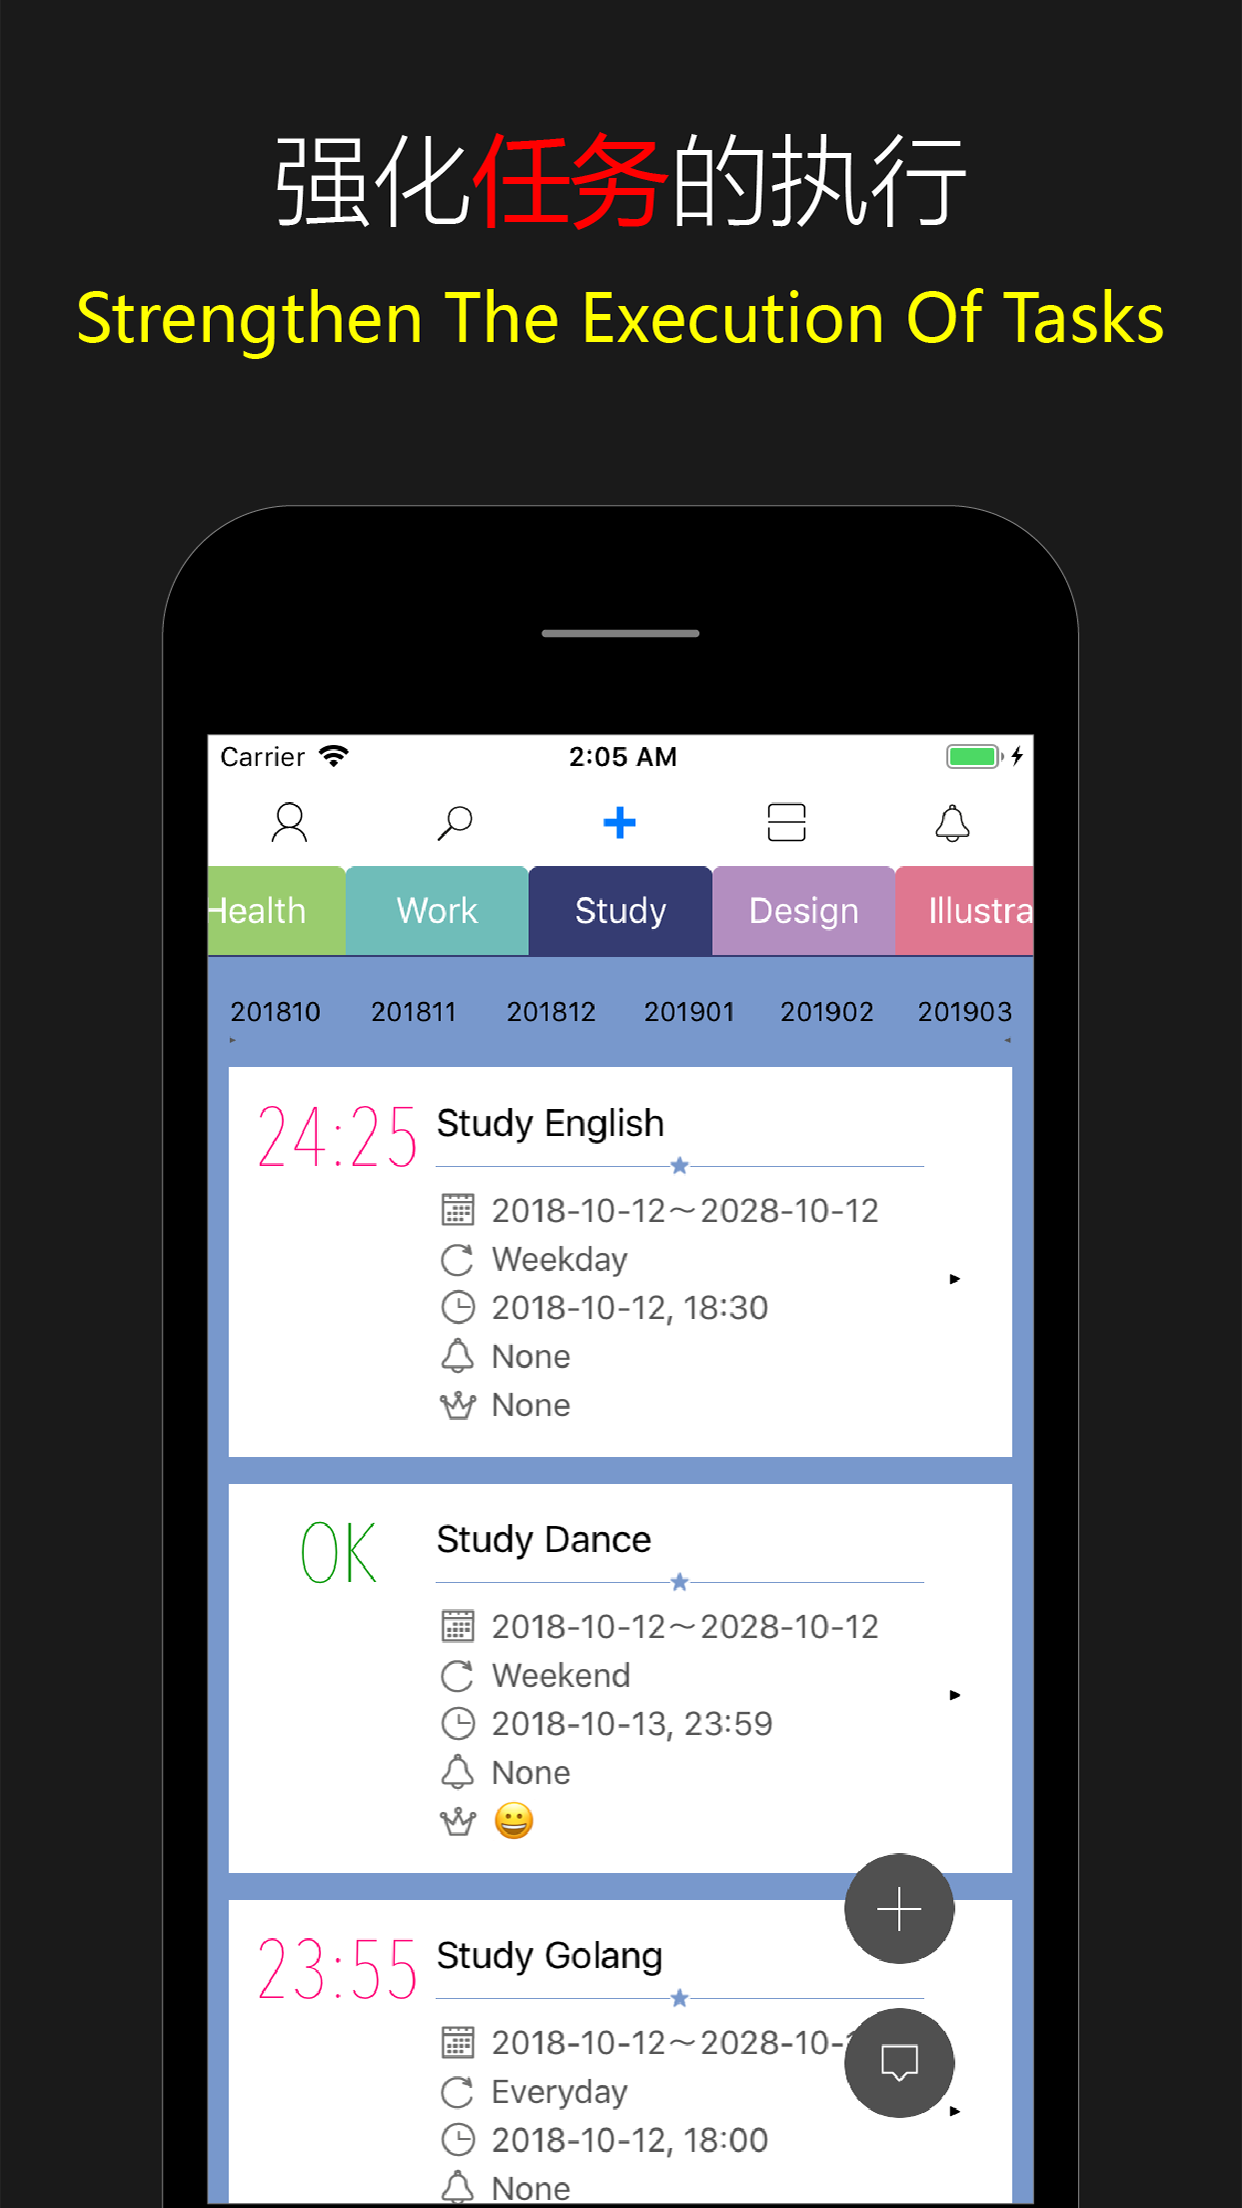 强化任务的执行
Strengthen The Execution Of Tasks
Carrier 2:05 AM
Health Work Study Design Illustra
201810 201811 201812 201901 201902 201903
24:25 Study English
2018-10-12～2028-10-12
Weekday
2018-10-12, 18:30
None
None
OK Study Dance
2018-10-12～2028-10-12
Weekend
2018-10-13, 23:59
None
23:55 Study Golang
2018-10-12～2028-10-
Everyday
2018-10-12, 18:00
None